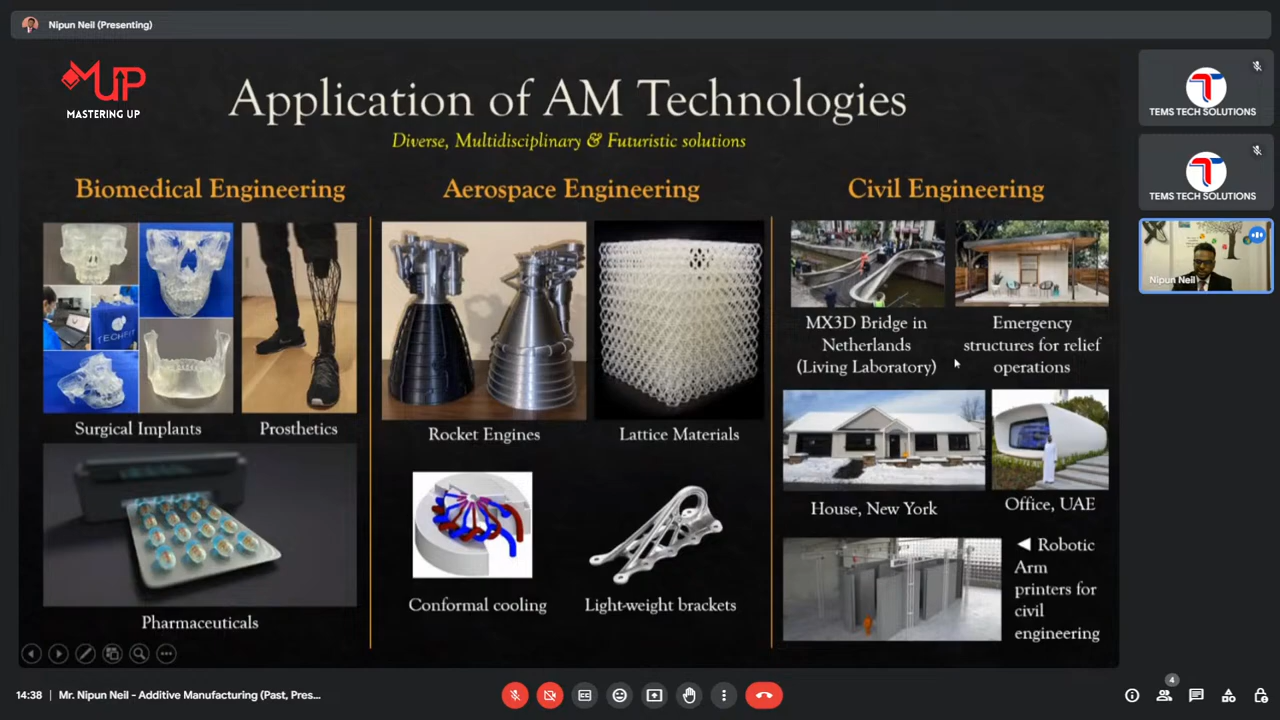 Nipun Neil (Presenting)
MUP
MASTERING UP
Application of AM Technologies
Diverse, Multidisciplinary & Futuristic solutions
Biomedical Engineering
TECHFIT
Surgical Implants
Prosthetics
Pharmaceuticals
Aerospace Engineering
Rocket Engines
Lattice Materials
Conformal cooling
Light-weight brackets
Civil Engineering
MX3D Bridge in
Netherlands
(Living Laboratory)
Emergency
structures for relief
operations
House, New York
Office, UAE
◄ Robotic
Arm
printers for
civil
engineering
TEMS TECH SOLUTIONS
TEMS TECH SOLUTIONS
Nipun Neil
14:38 | Mr. Nipun Neil - Additive Manufacturing (Past, Pres...
4